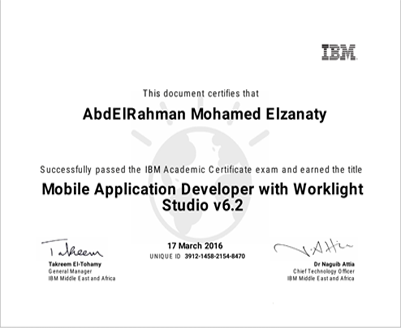 IBM
This document certifies that
AbdElRahman Mohamed Elzanaty
Successfully passed the IBM Academic Certificate exam and earned the title
Mobile Application Developer with Worklight
Studio v6.2
Takreem
N. Attia
17 March 2016
UNIQUE ID 3912-1458-2154-8470
Takreem El-Tohamy
General Manager
IBM Middle East and Africa
Dr Naguib Attia
Chief Technology Officer
IBM Middle East and Africa